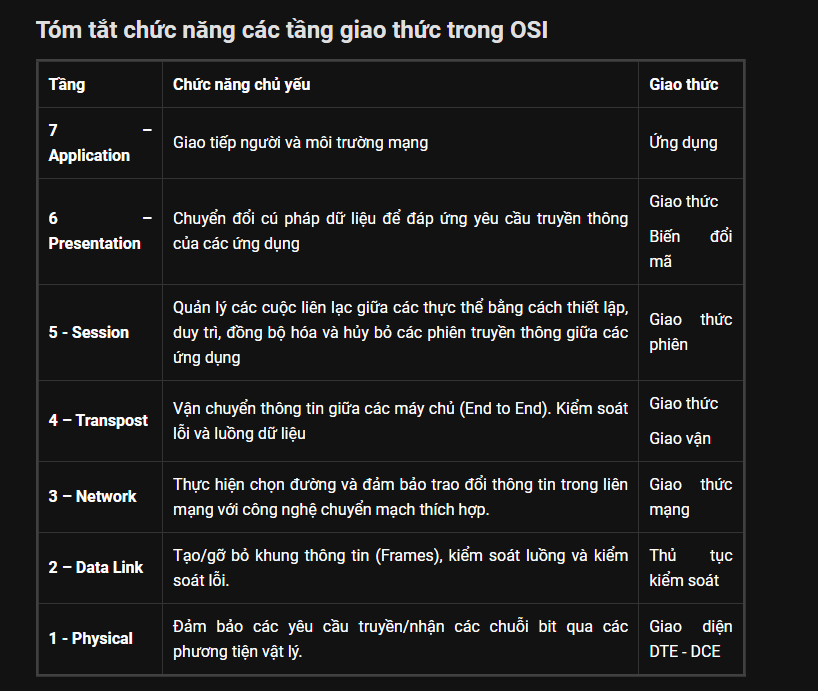 Tóm tắt chức năng các tầng giao thức trong OSI
Tầng
Chức năng chủ yếu
Giao thức
7 –
Application
Giao tiếp người và môi trường mạng
Ứng dụng
6 –
Presentation
Chuyển đổi cú pháp dữ liệu để đáp ứng yêu cầu truyền thông
của các ứng dụng
Giao thức
Biến đổi
mã
5 - Session
Quản lý các cuộc liên lạc giữa các thực thể bằng cách thiết lập,
duy trì, đồng bộ hóa và hủy bỏ các phiên truyền thông giữa các
ứng dụng
Giao thức
phiên
4 – Transpost
Vận chuyển thông tin giữa các máy chủ (End to End). Kiểm soát
lỗi và luồng dữ liệu
Giao thức
Giao vận
3 – Network
Thực hiện chọn đường và đảm bảo trao đổi thông tin trong liên
mạng với công nghệ chuyển mạch thích hợp.
Giao thức
mạng
2 – Data Link
Tạo/gỡ bỏ khung thông tin (Frames), kiểm soát luồng và kiểm
soát lỗi.
Thủ tục
kiểm soát
1 - Physical
Đảm bảo các yêu cầu truyền/nhận các chuỗi bit qua các
phương tiện vật lý.
Giao diện
DTE - DCE